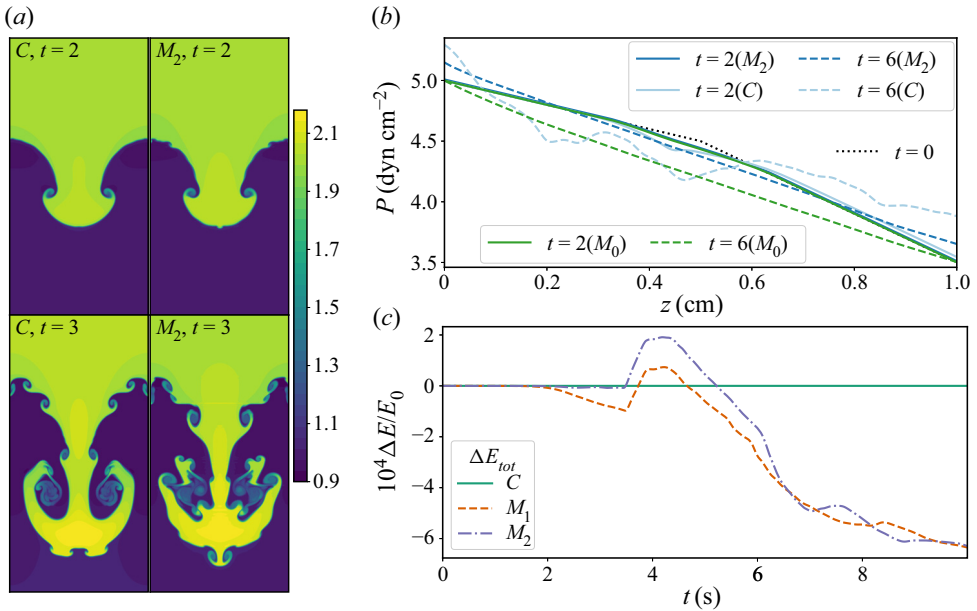 (a)
C, t = 2
M2, t = 2
C, t = 3
M2, t = 3
2.1
1.9
1.7
1.5
1.3
1.1
0.9
(b)
P (dyn cm−2)
5.0
4.5
4.0
3.5
t = 2(M2)
t = 6(M2)
t = 2(C)
t = 6(C)
t = 0
t = 2(M0)
t = 6(M0)
0
0.2
0.4
0.6
0.8
1.0
z (cm)
(c)
10^4 ΔE/E0
2
0
−2
−4
−6
ΔEtot
C
M1
M2
0
2
4
6
8
t (s)